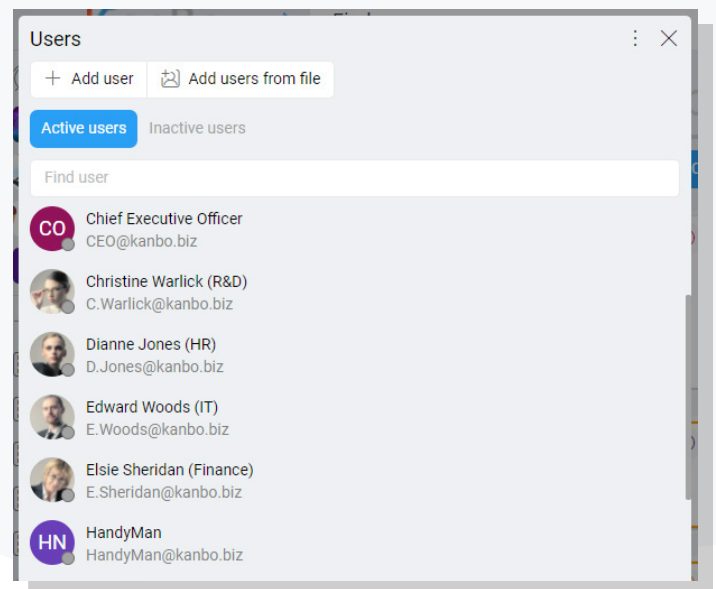 Users
Add user
Add users from file
Active users
Inactive users
Find user
CO
Chief Executive Officer
CEO@kanbo.biz
Christine Warlick (R&D)
C.Warlick@kanbo.biz
Dianne Jones (HR)
D.Jones@kanbo.biz
Edward Woods (IT)
E.Woods@kanbo.biz
Elsie Sheridan (Finance)
E.Sheridan@kanbo.biz
HN
HandyMan
HandyMan@kanbo.biz